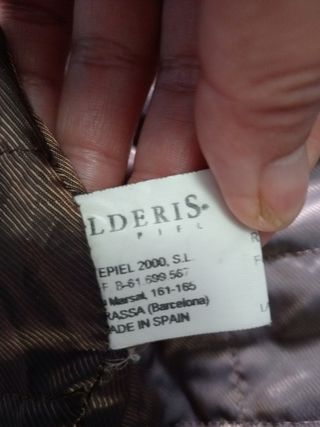 LDERIS
PIEL
EPIEL 2000, S.L.
F B-61.699.567
Marsal, 161-165
RASSA (Barcelona)
ADE IN SPAIN